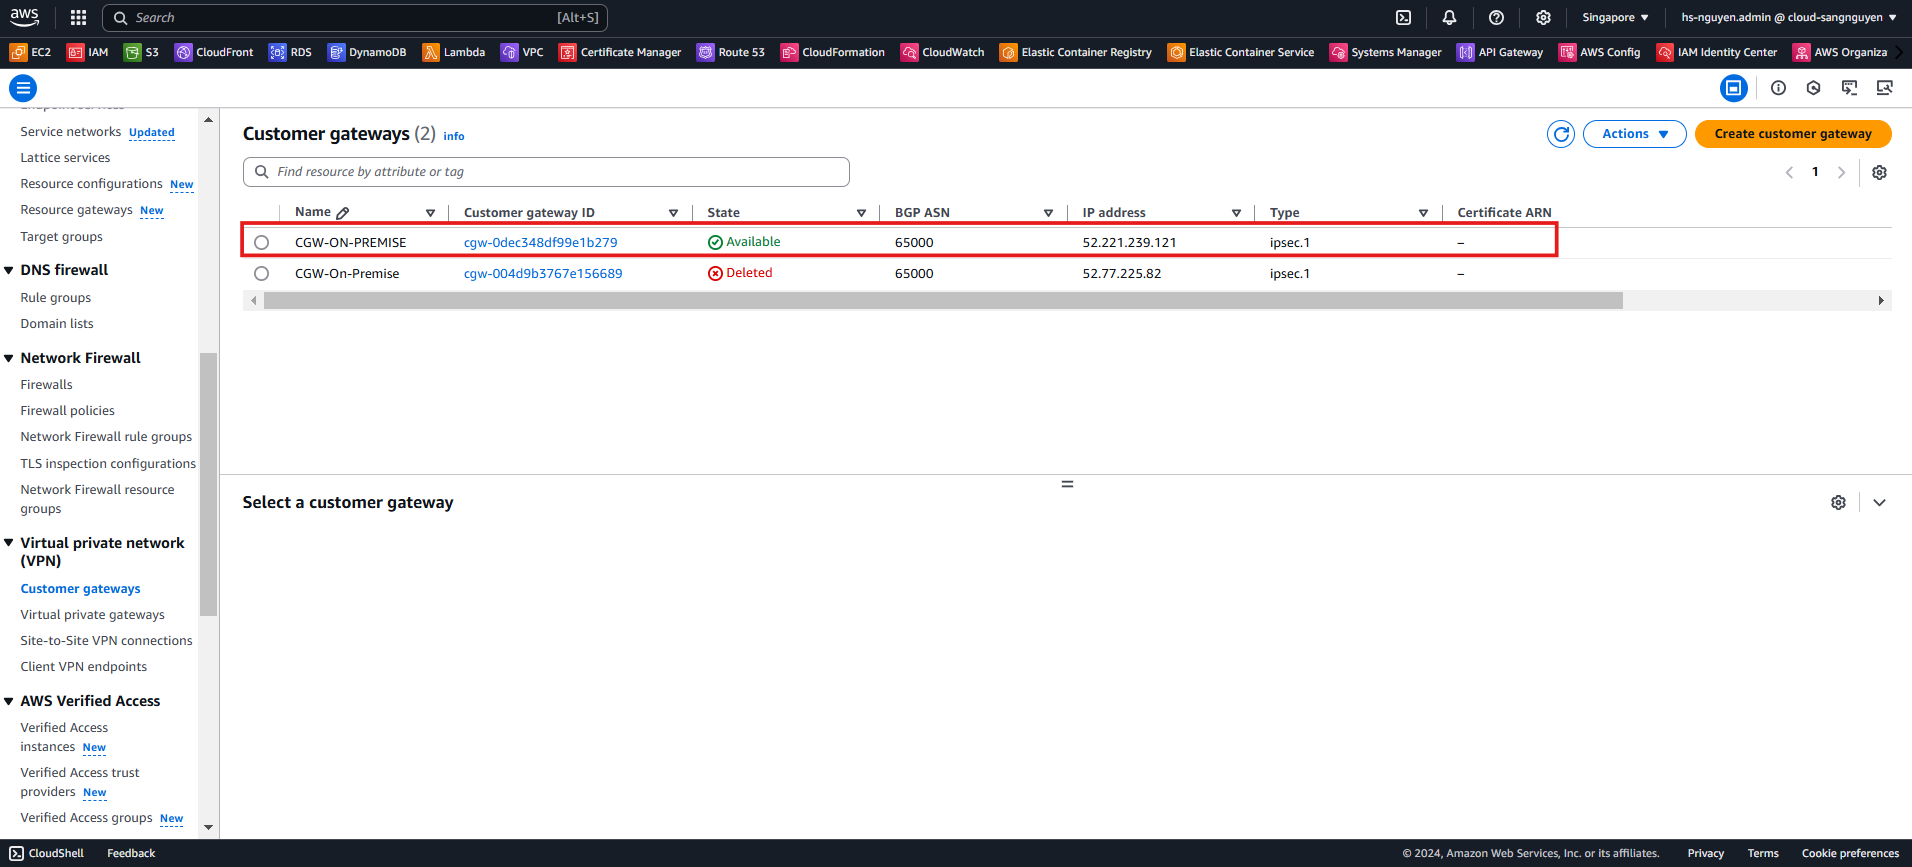 aws
Search [Alt+S]
Singapore
hs-nguyen.admin @ cloud-sangnguyen
EC2 IAM S3 CloudFront RDS DynamoDB Lambda VPC Certificate Manager Route 53 CloudFormation CloudWatch Elastic Container Registry Elastic Container Service Systems Manager API Gateway AWS Config IAM Identity Center AWS Organiza
Endpoint services
Service networks Updated
Lattice services
Resource configurations New
Resource gateways New
Target groups
DNS firewall
Rule groups
Domain lists
Network Firewall
Firewalls
Firewall policies
Network Firewall rule groups
TLS inspection configurations
Network Firewall resource
groups
Virtual private network
(VPN)
Customer gateways
Virtual private gateways
Site-to-Site VPN connections
Client VPN endpoints
AWS Verified Access
Verified Access
instances New
Verified Access trust
providers New
Verified Access groups New
Customer gateways (2) info
Actions
Create customer gateway
Find resource by attribute or tag
1
Name Customer gateway ID State BGP ASN IP address Type Certificate ARN
CGW-ON-PREMISE cgw-0dec348df99e1b279 Available 65000 52.221.239.121 ipsec.1 –
CGW-On-Premise cgw-004d9b3767e156689 Deleted 65000 52.77.225.82 ipsec.1 –
Select a customer gateway
CloudShell Feedback © 2024, Amazon Web Services, Inc. or its affiliates. Privacy Terms Cookie preferences